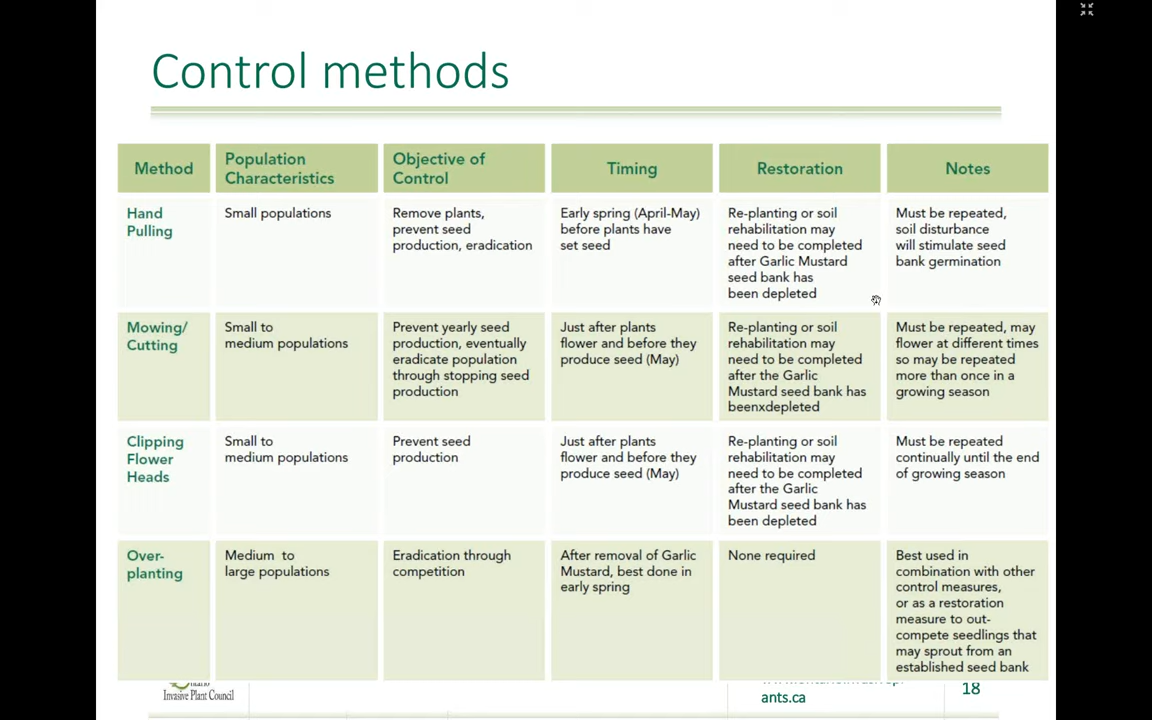 Control methods
Method
Population
Characteristics
Objective of
Control
Timing
Restoration
Notes
Hand
Pulling
Small populations
Remove plants,
prevent seed
production, eradication
Early spring (April-May)
before plants have
set seed
Re-planting or soil
rehabilitation may
need to be completed
after Garlic Mustard
seed bank has
been depleted
Must be repeated,
soil disturbance
will stimulate seed
bank germination
Mowing/
Cutting
Small to
medium populations
Prevent yearly seed
production, eventually
eradicate population
through stopping seed
production
Just after plants
flower and before they
produce seed (May)
Re-planting or soil
rehabilitation may
need to be completed
after the Garlic
Mustard seed bank has
beenxdepleted
Must be repeated, may
flower at different times
so may be repeated
more than once in a
growing season
Clipping
Flower
Heads
Small to
medium populations
Prevent seed
production
Just after plants
flower and before they
produce seed (May)
Re-planting or soil
rehabilitation may
need to be completed
after the Garlic
Mustard seed bank has
been depleted
Must be repeated
continually until the end
of growing season
Over-
planting
Medium to
large populations
Eradication through
competition
After removal of Garlic
Mustard, best done in
early spring
None required
Best used in
combination with other
control measures,
or as a restoration
measure to out-
compete seedlings that
may sprout from an
established seed bank
Invasive Plant Council
ants.ca
18